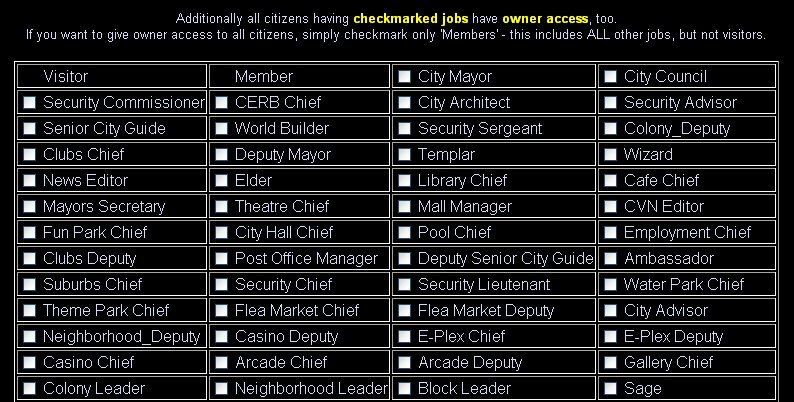 Additionally all citizens having checkmarked jobs have owner access, too.
If you want to give owner access to all citizens, simply checkmark only 'Members' - this includes ALL other jobs, but not visitors.
Visitor Member City Mayor City Council
Security Commissioner CERB Chief City Architect Security Advisor
Senior City Guide World Builder Security Sergeant Colony_Deputy
Clubs Chief Deputy Mayor Templar Wizard
News Editor Elder Library Chief Cafe Chief
Mayors Secretary Theatre Chief Mall Manager CVN Editor
Fun Park Chief City Hall Chief Pool Chief Employment Chief
Clubs Deputy Post Office Manager Deputy Senior City Guide Ambassador
Suburbs Chief Security Chief Security Lieutenant Water Park Chief
Theme Park Chief Flea Market Chief Flea Market Deputy City Advisor
Neighborhood_Deputy Casino Deputy E-Plex Chief E-Plex Deputy
Casino Chief Arcade Chief Arcade Deputy Gallery Chief
Colony Leader Neighborhood Leader Block Leader Sage